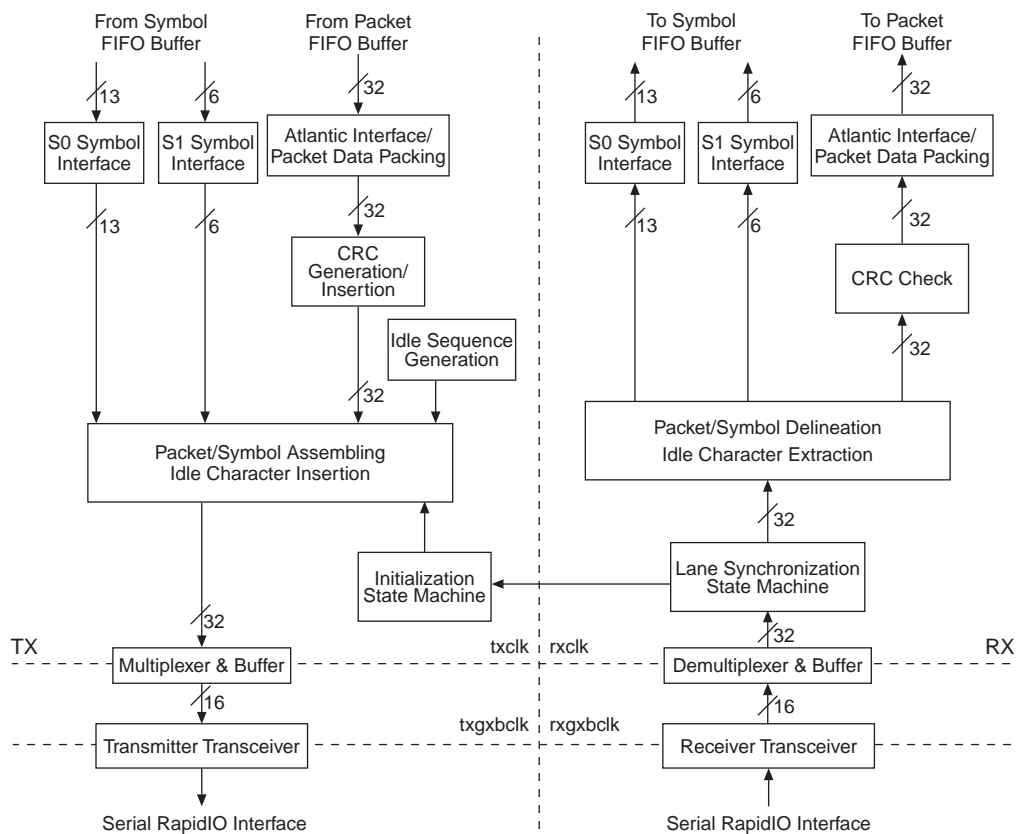 From Symbol
FIFO Buffer
From Packet
FIFO Buffer
To Symbol
FIFO Buffer
To Packet
FIFO Buffer
13
6
32
13
6
32
S0 Symbol
Interface
S1 Symbol
Interface
Atlantic Interface/
Packet Data Packing
S0 Symbol
Interface
S1 Symbol
Interface
Atlantic Interface/
Packet Data Packing
13
6
32
13
6
32
CRC
Generation/
Insertion
CRC Check
Idle Sequence
Generation
32
32
Packet/Symbol Assembling
Idle Character Insertion
Packet/Symbol Delineation
Idle Character Extraction
32
Initialization
State Machine
Lane Synchronization
State Machine
32
32
TX
txclk
rxclk
RX
Multiplexer & Buffer
Demultiplexer & Buffer
16
16
txgxbclk
rxgxbclk
Transmitter Transceiver
Receiver Transceiver
Serial RapidIO Interface
Serial RapidIO Interface